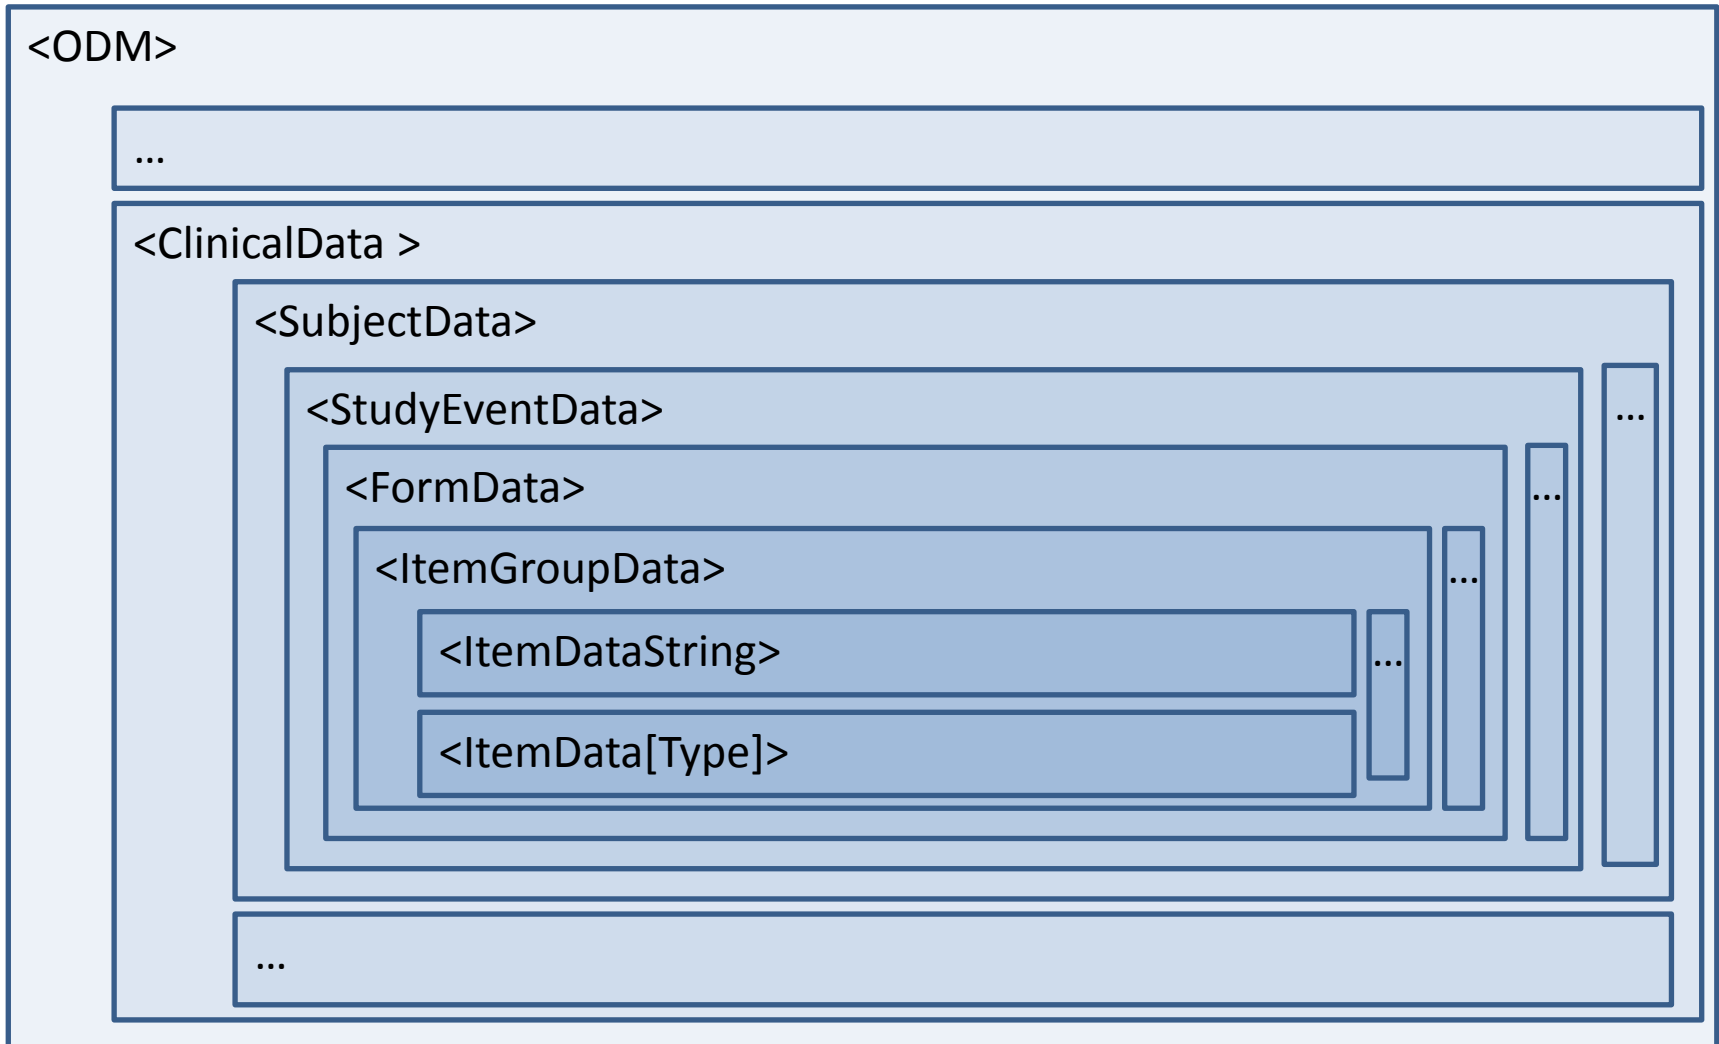 <ODM>
...
<ClinicalData >
<SubjectData>
<StudyEventData>
...
<FormData>
...
<ItemGroupData>
...
<ItemDataString>
...
<ItemData[Type]>
...